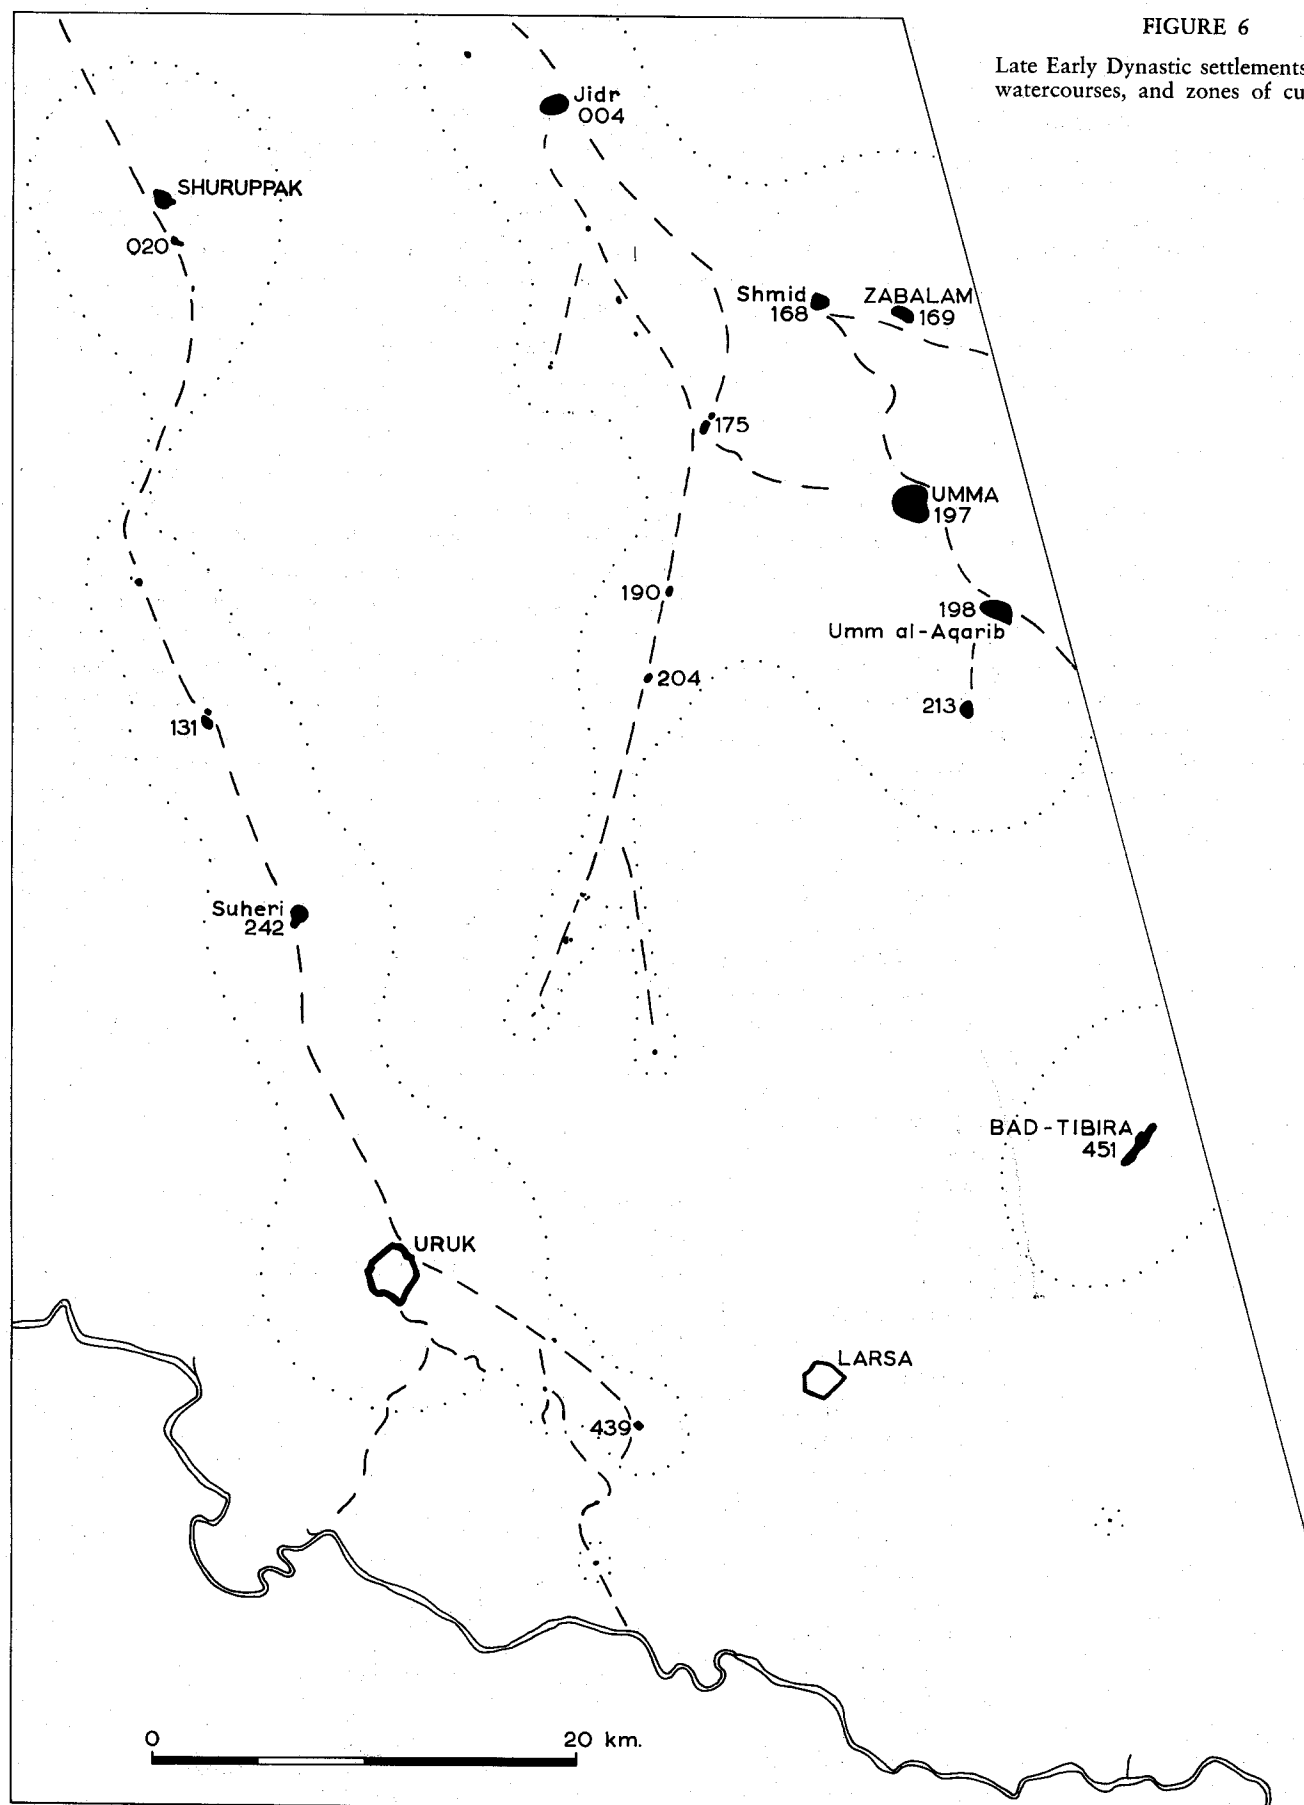 FIGURE 6
Late Early Dynastic settlements
watercourses, and zones of cu
Jidr
004
SHURUPPAK
020
Shmid
168
ZABALAM
169
175
UMMA
197
190
198
Umm al-Aqarib
204
213
131
Suheri
242
BAD-TIBIRA
451
URUK
LARSA
439
0
20 km.